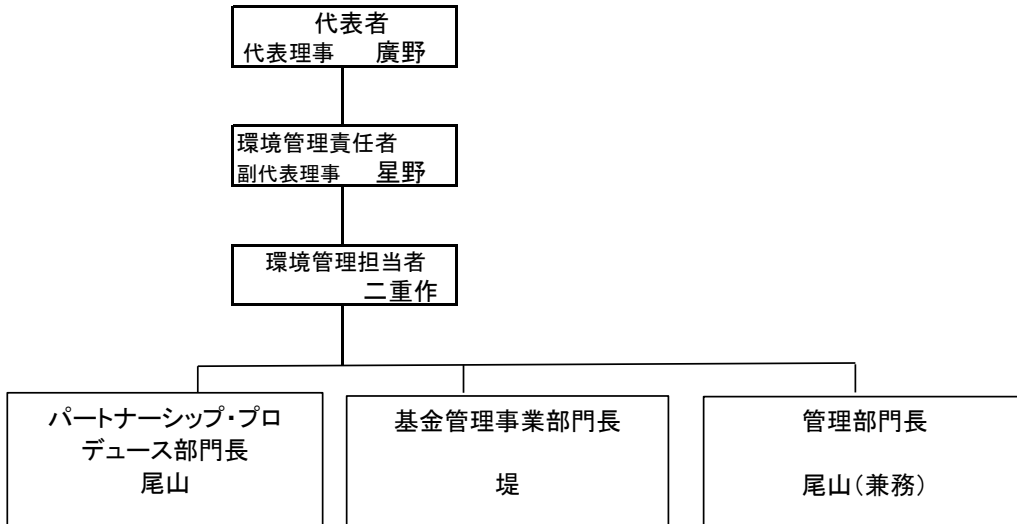 代表者
代表理事 廣野
環境管理責任者
副代表理事 星野
環境管理担当者
二重作
パートナーシップ・プロ
デュース部門長
尾山
基金管理事業部門長
堤
管理部門長
尾山（兼務）